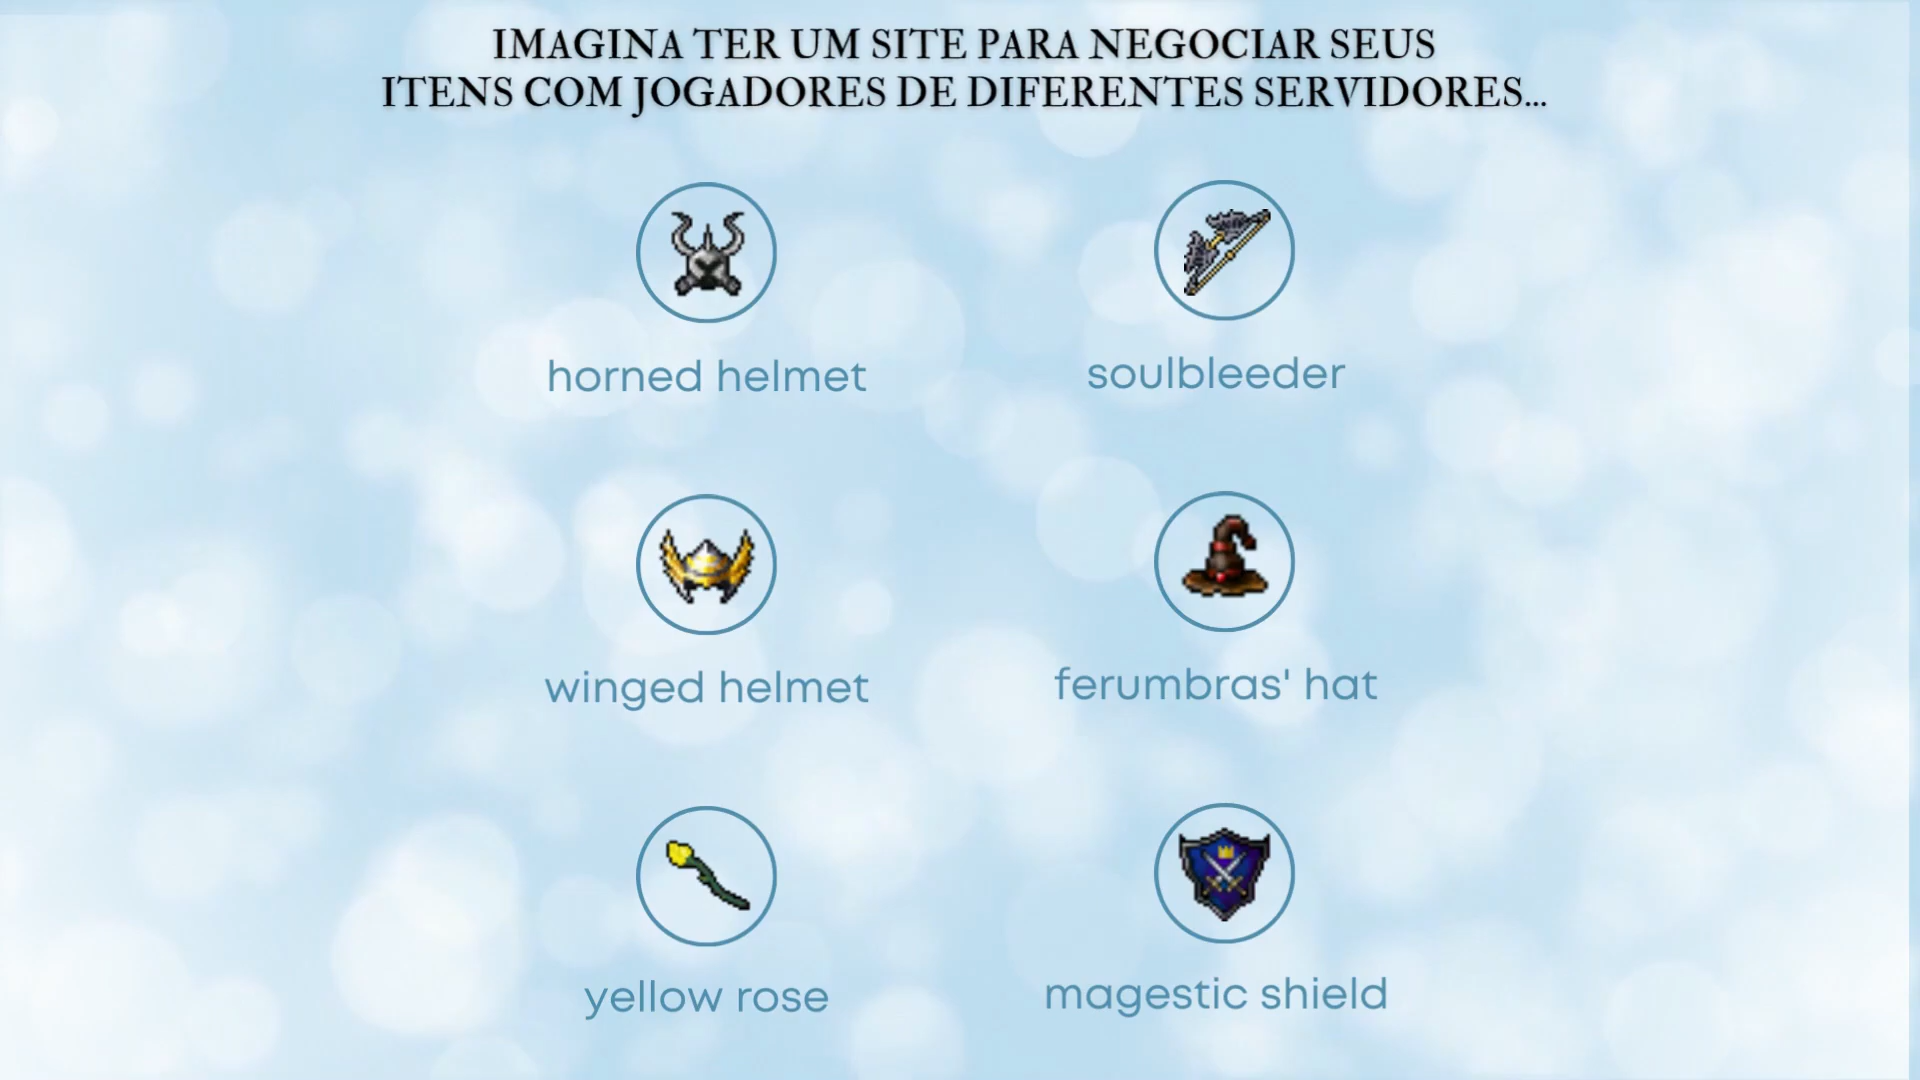 IMAGINA TER UM SITE PARA NEGOCIAR SEUS
ITENS COM JOGADORES DE DIFERENTES SERVIDORES...
horned helmet
soulbleeder
winged helmet
ferumbras' hat
yellow rose
magestic shield